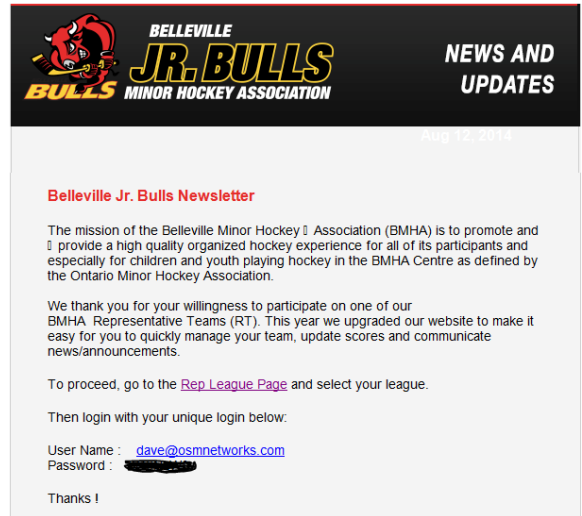 BELLEVILLE
JR. BULLS
BULLS MINOR HOCKEY ASSOCIATION
NEWS AND
UPDATES
Aug 12, 2014
Belleville Jr. Bulls Newsletter
The mission of the Belleville Minor Hockey ▯ Association (BMHA) is to promote and
▯ provide a high quality organized hockey experience for all of its participants and
especially for children and youth playing hockey in the BMHA Centre as defined by
the Ontario Minor Hockey Association.
We thank you for your willingness to participate on one of our
BMHA Representative Teams (RT). This year we upgraded our website to make it
easy for you to quickly manage your team, update scores and communicate
news/announcements.
To proceed, go to the Rep League Page and select your league.
Then login with your unique login below:
User Name : dave@osmnetworks.com
Password :
Thanks !